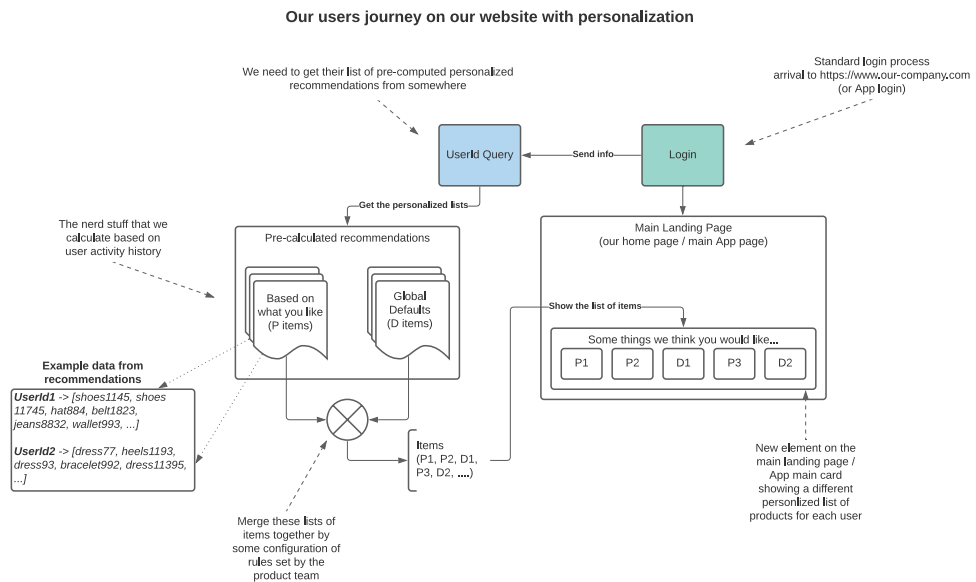 Our users journey on our website with personalization
We need to get their list of pre-computed personalized
recommendations from somewhere
Standard login process
arrival to https://www.our-company.com
(or App login)
UserId Query
Send info
Login
Get the personalized lists
The nerd stuff that we
calculate based on
user activity history
Pre-calculated recommendations
Based on
what you like
(P items)
Global
Defaults
(D items)
Main Landing Page
(our home page / main App page)
Show the list of items
Some things we think you would like...
P1
P2
D1
P3
D2
Example data from
recommendations
UserId1 -> [shoes1145, shoes
11745, hat884, belt1823,
jeans8832, wallet993, ...]
UserId2 -> [dress77, heels1193,
dress93, bracelet992, dress11395,
...]
Items
(P1, P2, D1,
P3, D2, ....)
Merge these lists of
items together by
some configuration of
rules set by the
product team
New element on the
main landing page /
App main card
showing a different
personlized list of
products for each user